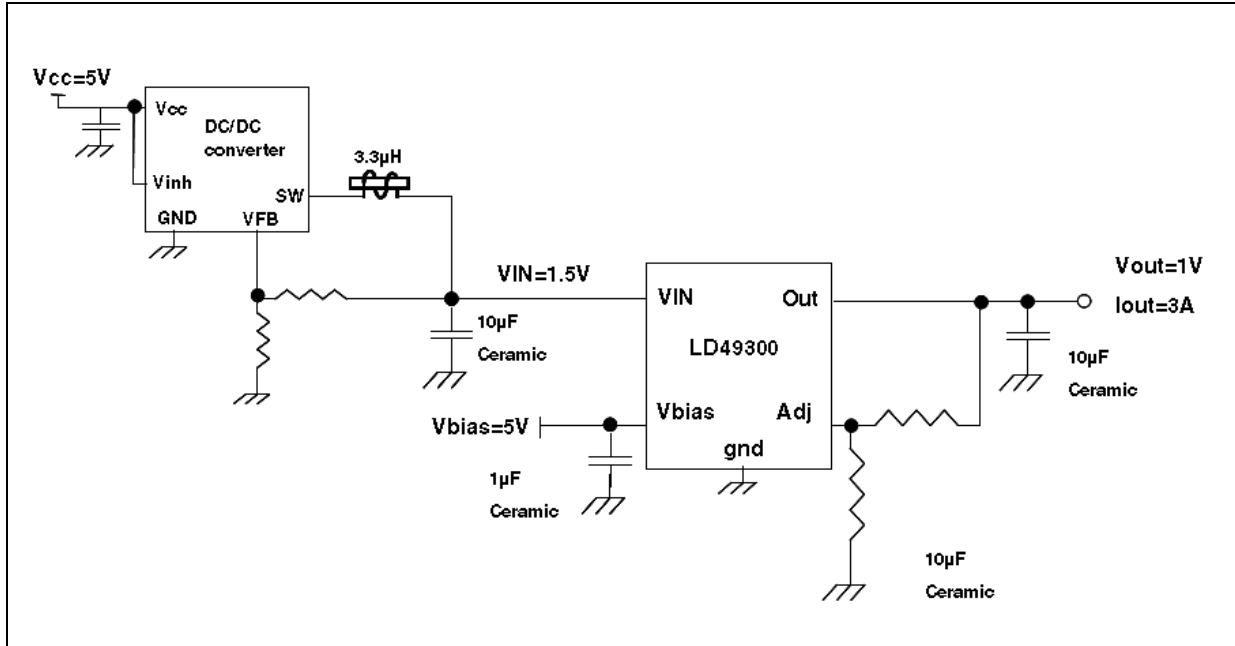 Vcc=5V
Vcc
DC/DC
converter
Vinh
SW
GND
VFB
3.3µH
VIN=1.5V
10µF
Ceramic
VIN
Out
LD49300
Vbias
Adj
gnd
Vbias=5V
1µF
Ceramic
Vout=1V
Iout=3A
10µF
Ceramic
10µF
Ceramic